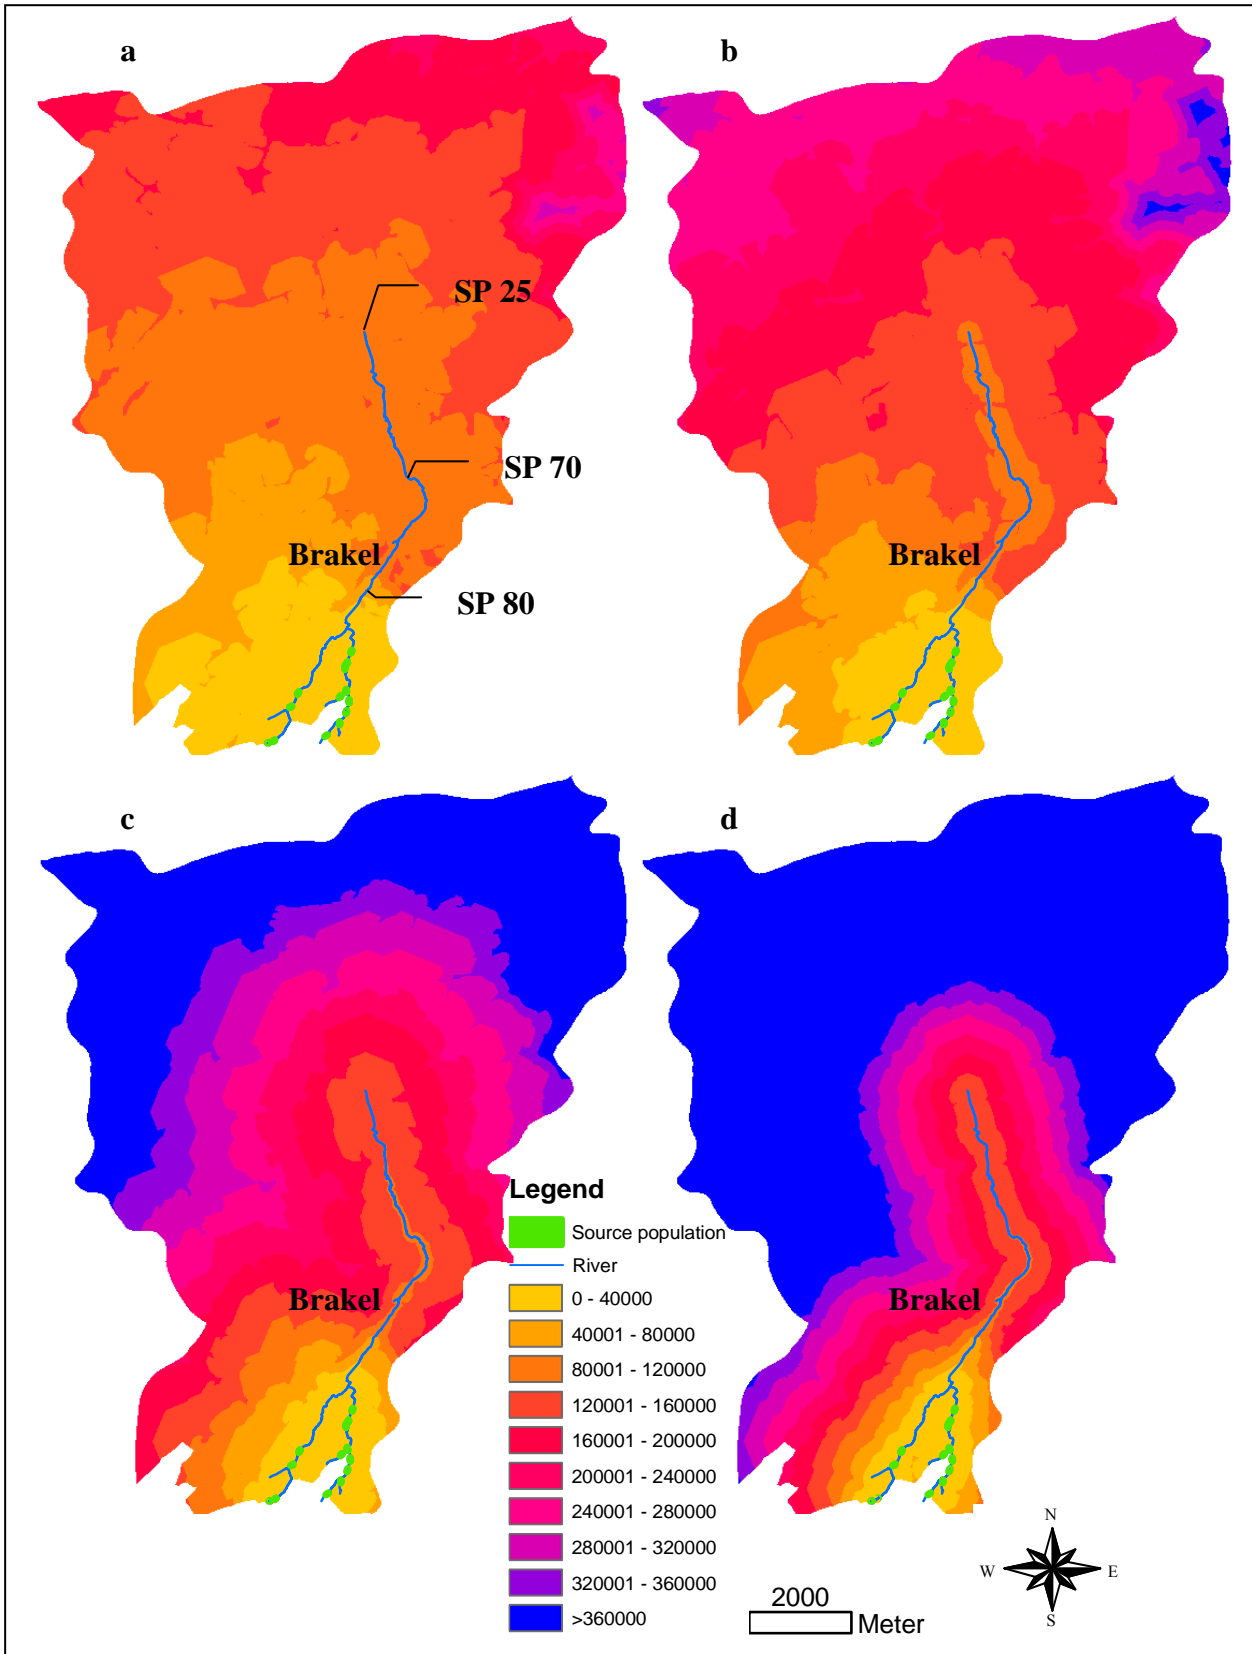 a
b
SP 25
SP 70
Brakel
Brakel
SP 80
c
d
Legend
Source population
River
Brakel
Brakel
0 - 40000
40001 - 80000
80001 - 120000
120001 - 160000
160001 - 200000
200001 - 240000
240001 - 280000
280001 - 320000
320001 - 360000
>360000
N
W
E
S
2000
Meter